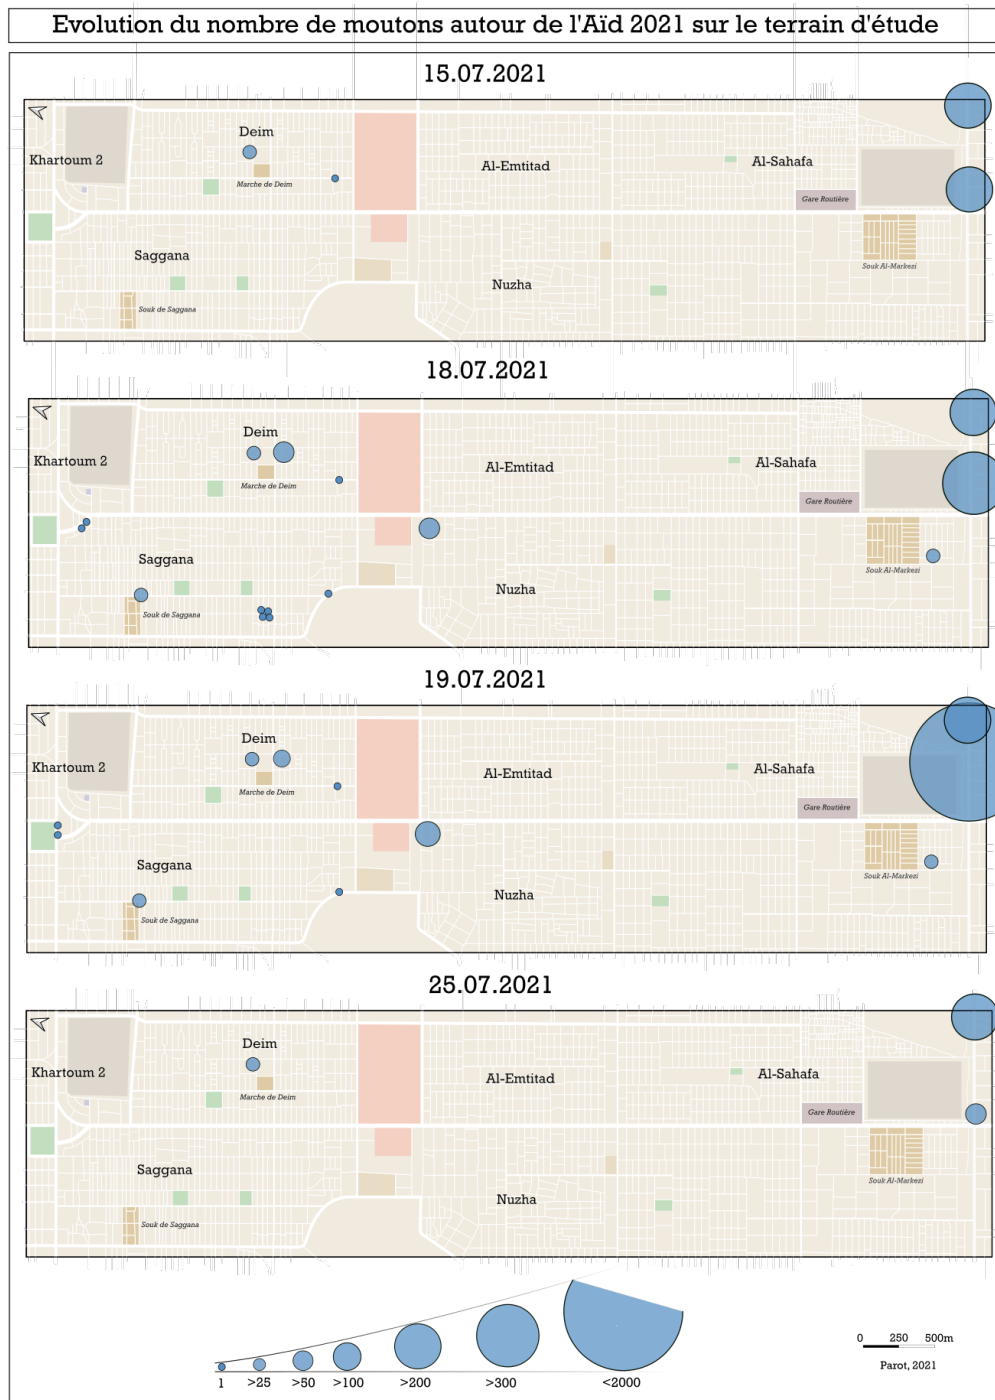 Evolution du nombre de moutons autour de l'Aïd 2021 sur le terrain d'étude
15.07.2021
Deim
Khartoum 2
Al-Emtitad
Al-Sahafa
Marche de Deim
Gare Routière
Saggana
Souk Al-Markezi
Nuzha
Souk de Saggana
18.07.2021
Deim
Khartoum 2
Al-Emtitad
Al-Sahafa
Marche de Deim
Gare Routière
Saggana
Souk Al-Markezi
Nuzha
Souk de Saggana
19.07.2021
Deim
Khartoum 2
Al-Emtitad
Al-Sahafa
Marche de Deim
Gare Routière
Saggana
Souk Al-Markezi
Nuzha
Souk de Saggana
25.07.2021
Deim
Khartoum 2
Al-Emtitad
Al-Sahafa
Marche de Deim
Gare Routière
Saggana
Souk Al-Markezi
Nuzha
Souk de Saggana
0 250 500m
Parot, 2021
1 >25 >50 >100 >200 >300 <2000